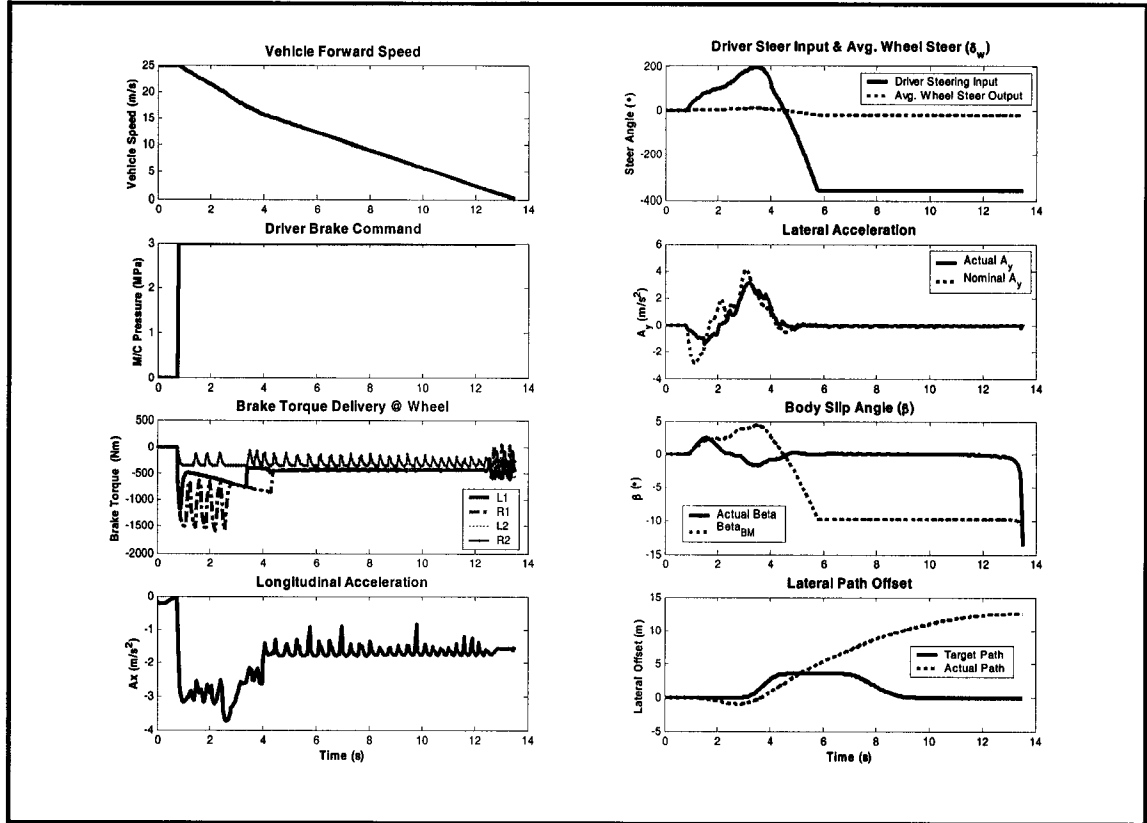 Vehicle Forward Speed
Vehicle Speed (m/s)
25
20
15
10
5
0
0 2 4 6 8 10 12 14
Driver Brake Command
M/C Pressure (MPa)
3
2
1
0
0 2 4 6 8 10 12 14
Brake Torque Delivery @ Wheel
Brake Torque (Nm)
500
0
-500
-1000
-1500
-2000
L1
R1
L2
R2
0 2 4 6 8 10 12 14
Longitudinal Acceleration
Ax (m/s²)
0
-1
-2
-3
-4
0 2 4 6 8 10 12 14
Time (s)
Driver Steer Input & Avg. Wheel Steer (δw)
Steer Angle (°)
200
0
-200
-400
Driver Steering Input
Avg. Wheel Steer Output
0 2 4 6 8 10 12 14
Lateral Acceleration
Ay (m/s²)
6
4
2
0
-2
-4
Actual Ay
Nominal Ay
0 2 4 6 8 10 12 14
Body Slip Angle (β)
β (°)
5
0
-5
-10
-15
Actual Beta
BetaBM
0 2 4 6 8 10 12 14
Lateral Path Offset
Lateral Offset (m)
15
10
5
0
-5
Target Path
Actual Path
0 2 4 6 8 10 12 14
Time (s)